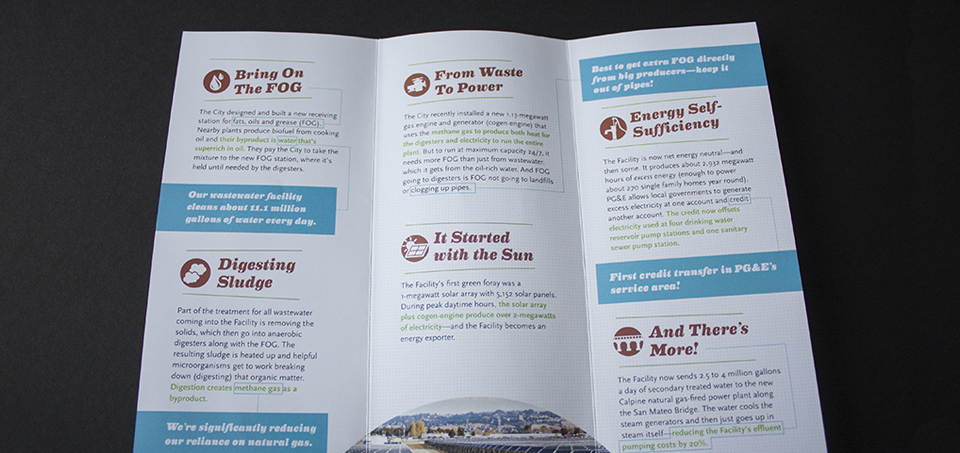 Bring On
The FOG
The City designed and built a new receiving
station for fats, oils and grease (FOG).
Nearby plants produce biofuel from cooking
oil and their byproduct is water that's
superrich in oil. They pay the City to take the
mixture to the new FOG station, where it's
held until needed by the digesters.
Our wastewater facility
cleans about 11.1 million
gallons of water every day.
Digesting
Sludge
Part of the treatment for all wastewater
coming into the Facility is removing the
solids, which then go into anaerobic
digesters along with the FOG. The
resulting sludge is heated up and helpful
microorganisms get to work breaking
down (digesting) that organic matter.
Digestion creates methane gas as a
byproduct.
We're significantly reducing
our reliance on natural gas.
From Waste
To Power
The City recently installed a new 1.13-megawatt
gas engine and generator (cogen-engine) that
uses the methane gas to produce both heat for
the digesters and electricity to run the entire
plant. But to run at maximum capacity 24/7, it
needs more FOG than just from wastewater,
which it gets from the oil-rich water. And FOG
going to digesters is FOG not going to landfills
or clogging up pipes.
It Started
with the Sun
The Facility's first green foray was a
1-megawatt solar array with 5,152 solar panels.
During peak daytime hours, the solar array
plus cogen-engine produce over 2-megawatts
of electricity—and the Facility becomes an
energy exporter.
Best to get extra FOG directly
from big producers—keep it
out of pipes!
Energy Self-
Sufficiency
The Facility is now net energy neutral—and
then some. It produces about 2,932 megawatt
hours of excess energy (enough to power
about 270 single family homes year round).
PG&E allows local governments to generate
excess electricity at one account and credit
another account. The credit now offsets
electricity used at four drinking water
reservoir pump stations and one sanitary
sewer pump station.
First credit transfer in PG&E's
service area!
And There's
More!
The Facility now sends 2.5 to 4 million gallons
a day of secondary treated water to the new
Calpine natural gas-fired power plant along
the San Mateo Bridge. The water cools the
steam generators and then just goes up in
steam itself—reducing the Facility's effluent
pumping costs by 20%.